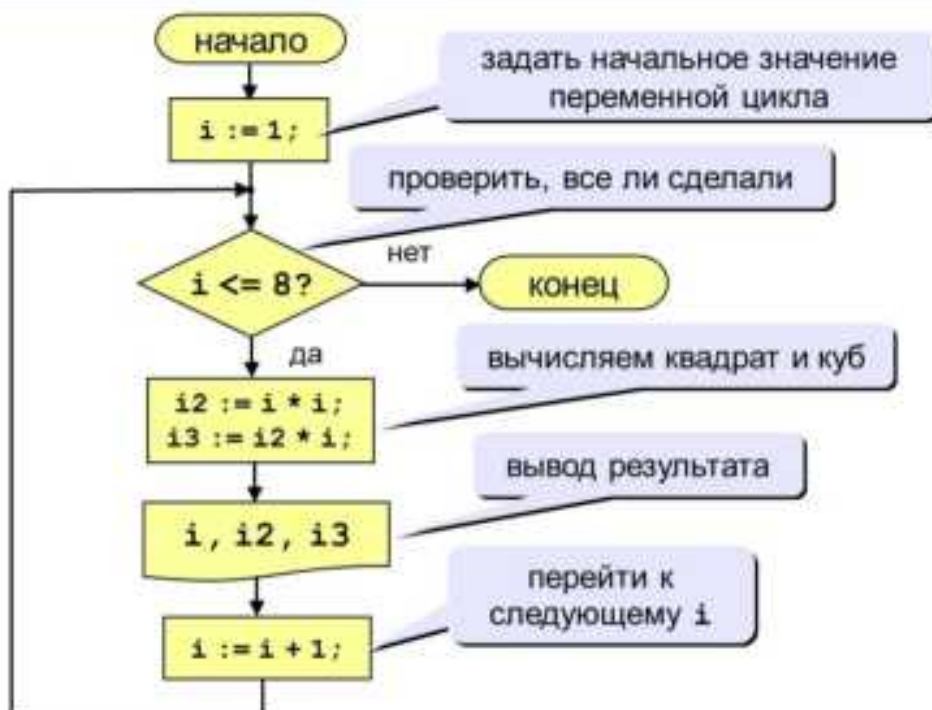 начало
задать начальное значение
переменной цикла
i := 1;
проверить, все ли сделали
i <= 8?
нет
конец
да
вычисляем квадрат и куб
i2 := i * i;
i3 := i2 * i;
вывод результата
i, i2, i3
перейти к
следующему i
i := i + 1;